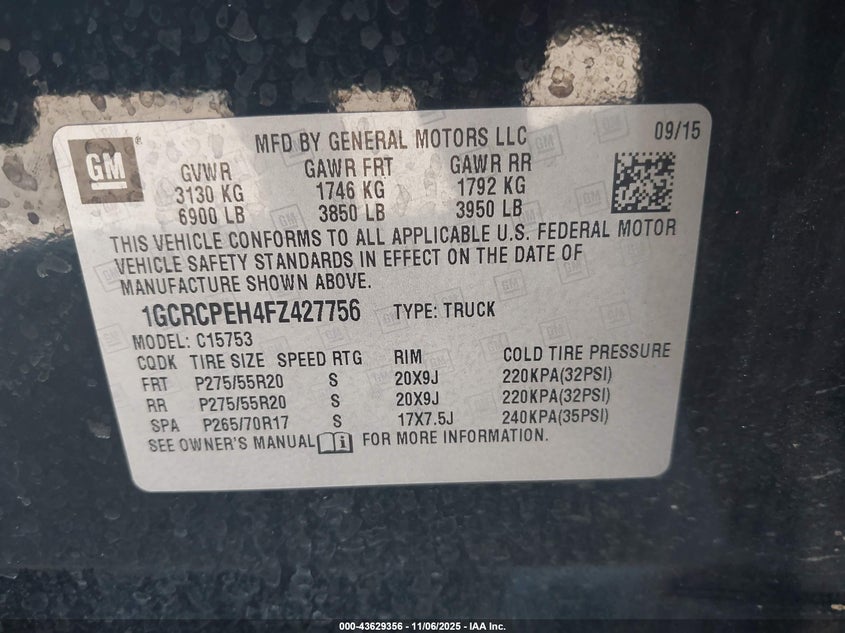 MFD BY GENERAL MOTORS LLC 09/15
GM
GVWR GAWR FRT GAWR RR
3130 KG 1746 KG 1792 KG
6900 LB 3850 LB 3950 LB
THIS VEHICLE CONFORMS TO ALL APPLICABLE U.S. FEDERAL MOTOR
VEHICLE SAFETY STANDARDS IN EFFECT ON THE DATE OF
MANUFACTURE SHOWN ABOVE.
1GCRCPEH4FZ427756 TYPE: TRUCK
MODEL: C15753
CQDK TIRE SIZE SPEED RTG RIM COLD TIRE PRESSURE
FRT P275/55R20 S 20X9J 220KPA(32PSI)
RR P275/55R20 S 20X9J 220KPA(32PSI)
SPA P265/70R17 S 17X7.5J 240KPA(35PSI)
SEE OWNER'S MANUAL FOR MORE INFORMATION.
000-43629356 - 11/06/2025 - IAA Inc.